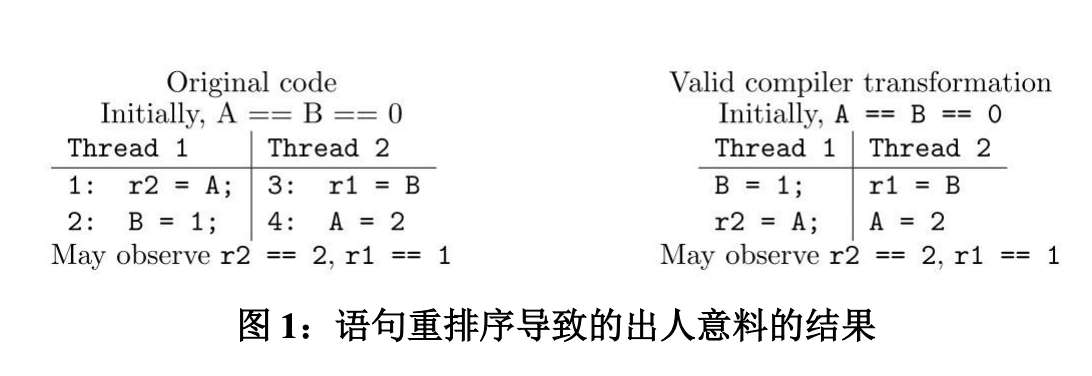 Original code
Initially, A == B == 0
Thread 1 Thread 2
1: r2 = A; 3: r1 = B
2: B = 1; 4: A = 2
May observe r2 == 2, r1 == 1
Valid compiler transformation
Initially, A == B == 0
Thread 1 Thread 2
B = 1; r1 = B
r2 = A; A = 2
May observe r2 == 2, r1 == 1
图 1：语句重排序导致的出人意料的结果